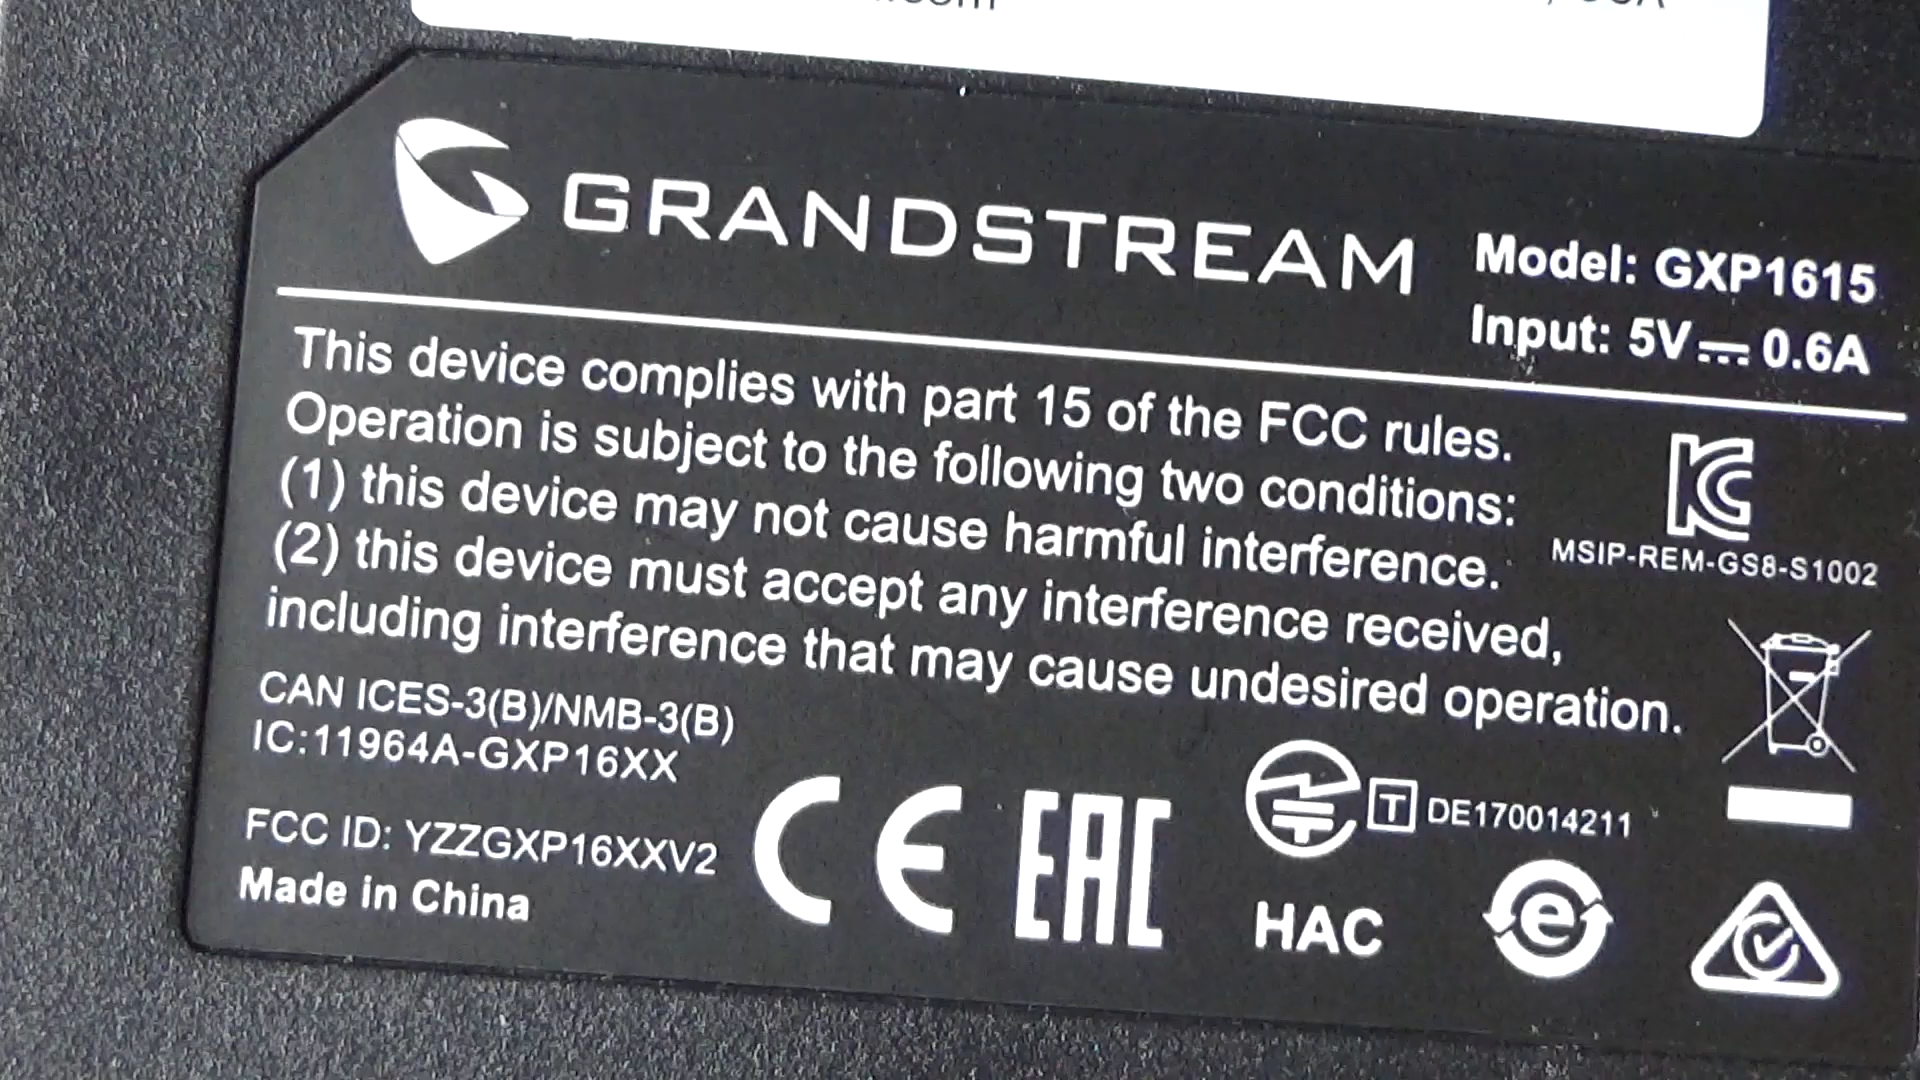 GRANDSTREAM
Model: GXP1615
Input: 5V⎓0.6A
This device complies with part 15 of the FCC rules.
Operation is subject to the following two conditions:
(1) this device may not cause harmful interference.
(2) this device must accept any interference received,
including interference that may cause undesired operation.
MSIP-REM-GS8-S1002
CAN ICES-3(B)/NMB-3(B)
IC:11964A-GXP16XX
FCC ID: YZZGXP16XXV2
Made in China
CE
EAC
T DE170014211
HAC
e